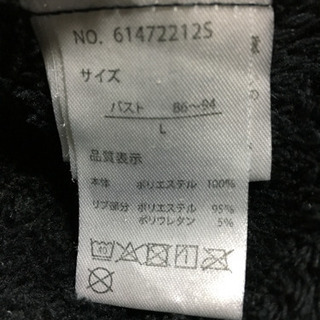 NO. 61472212S
サイズ
バスト 86～94
L
品質表示
本体 ポリエステル 100%
リブ部分 ポリエステル 95%
ポリウレタン 5%
40